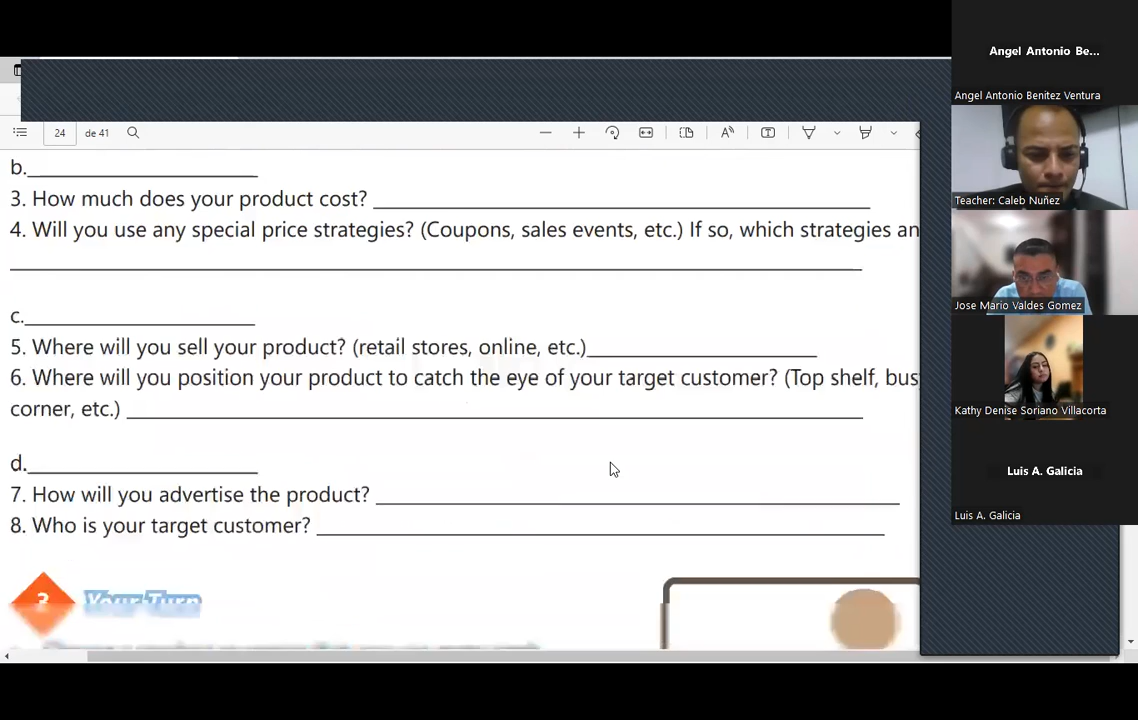 Angel Antonio Be...
Angel Antonio Benitez Ventura
24 de 41
b.
3. How much does your product cost?
Teacher: Caleb Nuñez
4. Will you use any special price strategies? (Coupons, sales events, etc.) If so, which strategies an
Jose Mario Valdes Gomez
c.
5. Where will you sell your product? (retail stores, online, etc.)
6. Where will you position your product to catch the eye of your target customer? (Top shelf, bus
corner, etc.)
Kathy Denise Soriano Villacorta
d.
Luis A. Galicia
7. How will you advertise the product?
Luis A. Galicia
8. Who is your target customer?
3 Your Turn